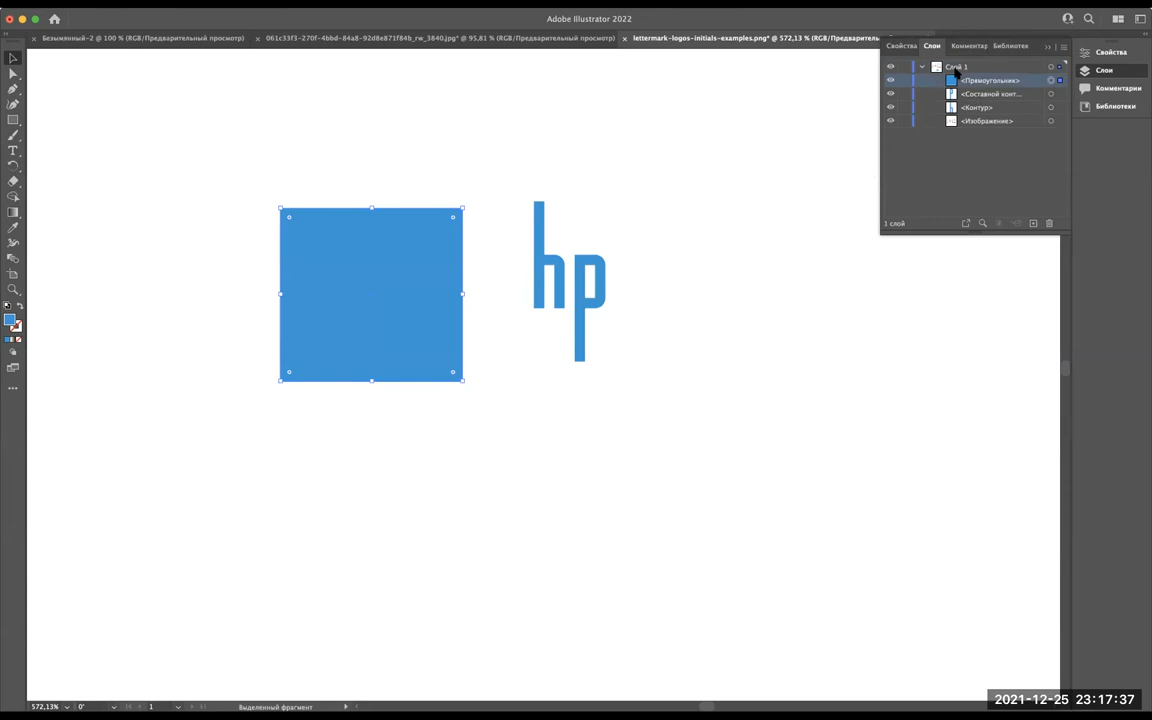 Adobe Illustrator 2022
Безымянный-2 @ 100 % (RGB/Предварительный просмотр)
061c33f3-270f-4bbd-84a8-92d8e871f84b_rw_3840.jpg* @ 95,81 % (RGB/Предварительный просмотр)
lettermark-logos-initials-examples.png* @ 572,13 % (RGB/Предваритель
Свойства Слои Комментар Библиотек
Свойства
Слой 1
Слои
<Прямоугольник>
Комментарии
<Составной конт...
Библиотеки
<Контур>
<Изображение>
1 слой
hp
572,13%
0°
1
Выделенный фрагмент
2021-12-25 23:17:37